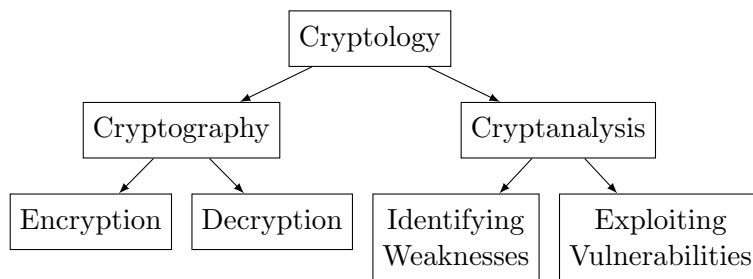 Cryptology
Cryptography
Cryptanalysis
Encryption
Decryption
Identifying
Weaknesses
Exploiting
Vulnerabilities